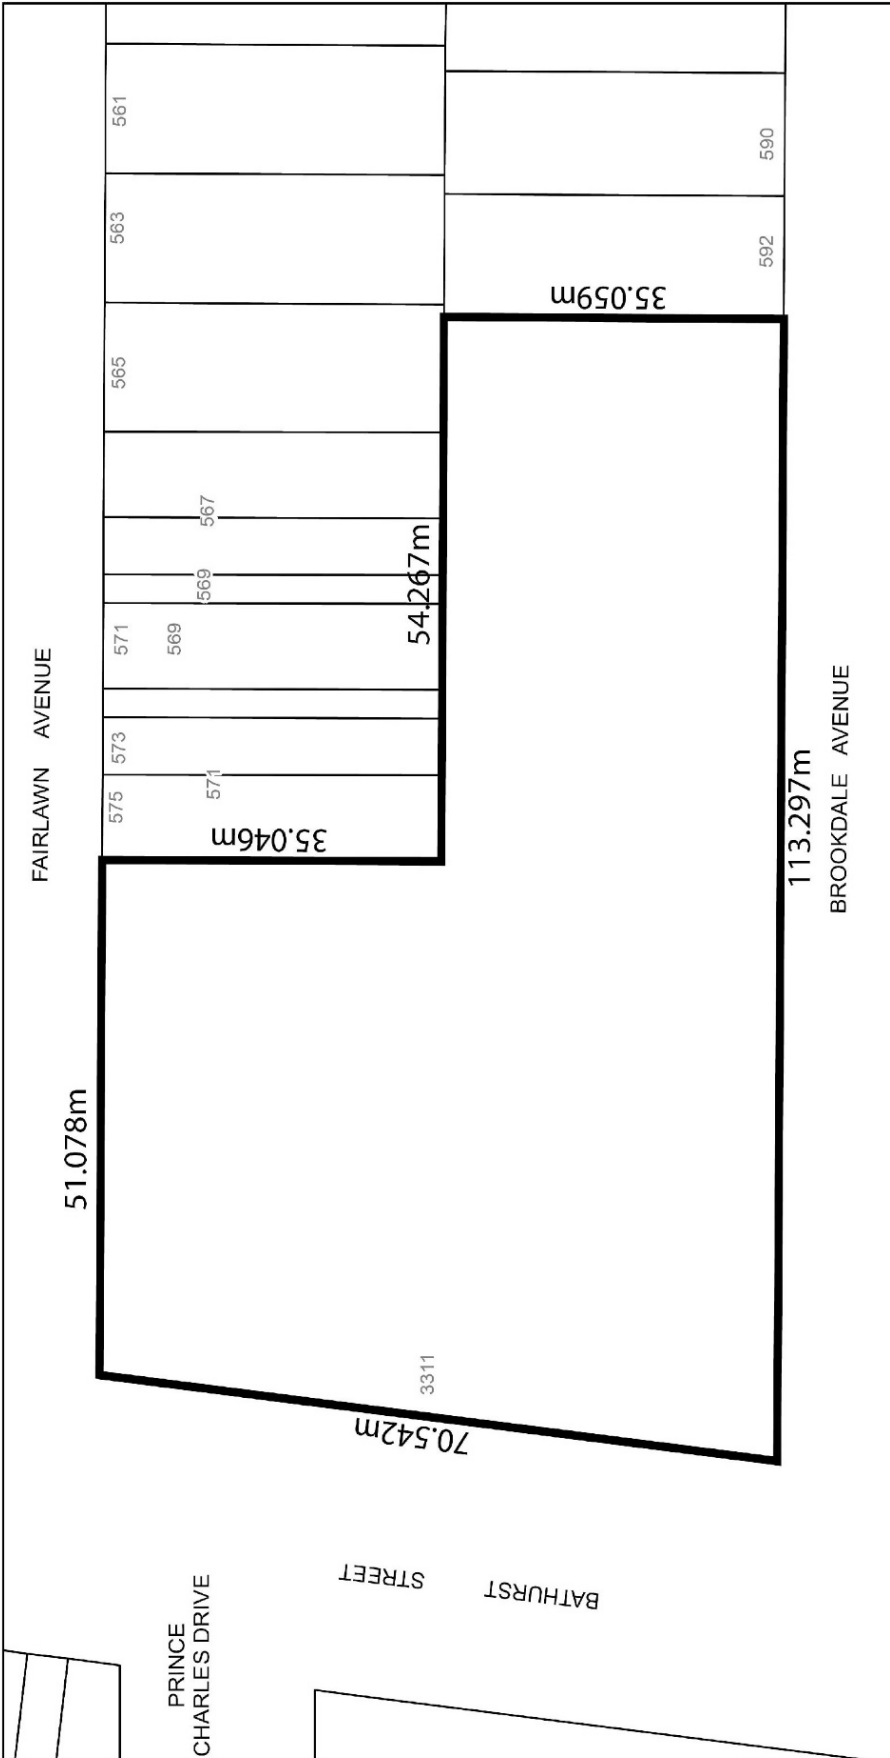 561
563
565
567
569
571
569
573
571
575
590
592
35.059m
54.267m
35.046m
FAIRLAWN AVENUE
BROOKDALE AVENUE
113.297m
51.078m
3311
70.542m
BATHURST STREET
PRINCE
CHARLES DRIVE